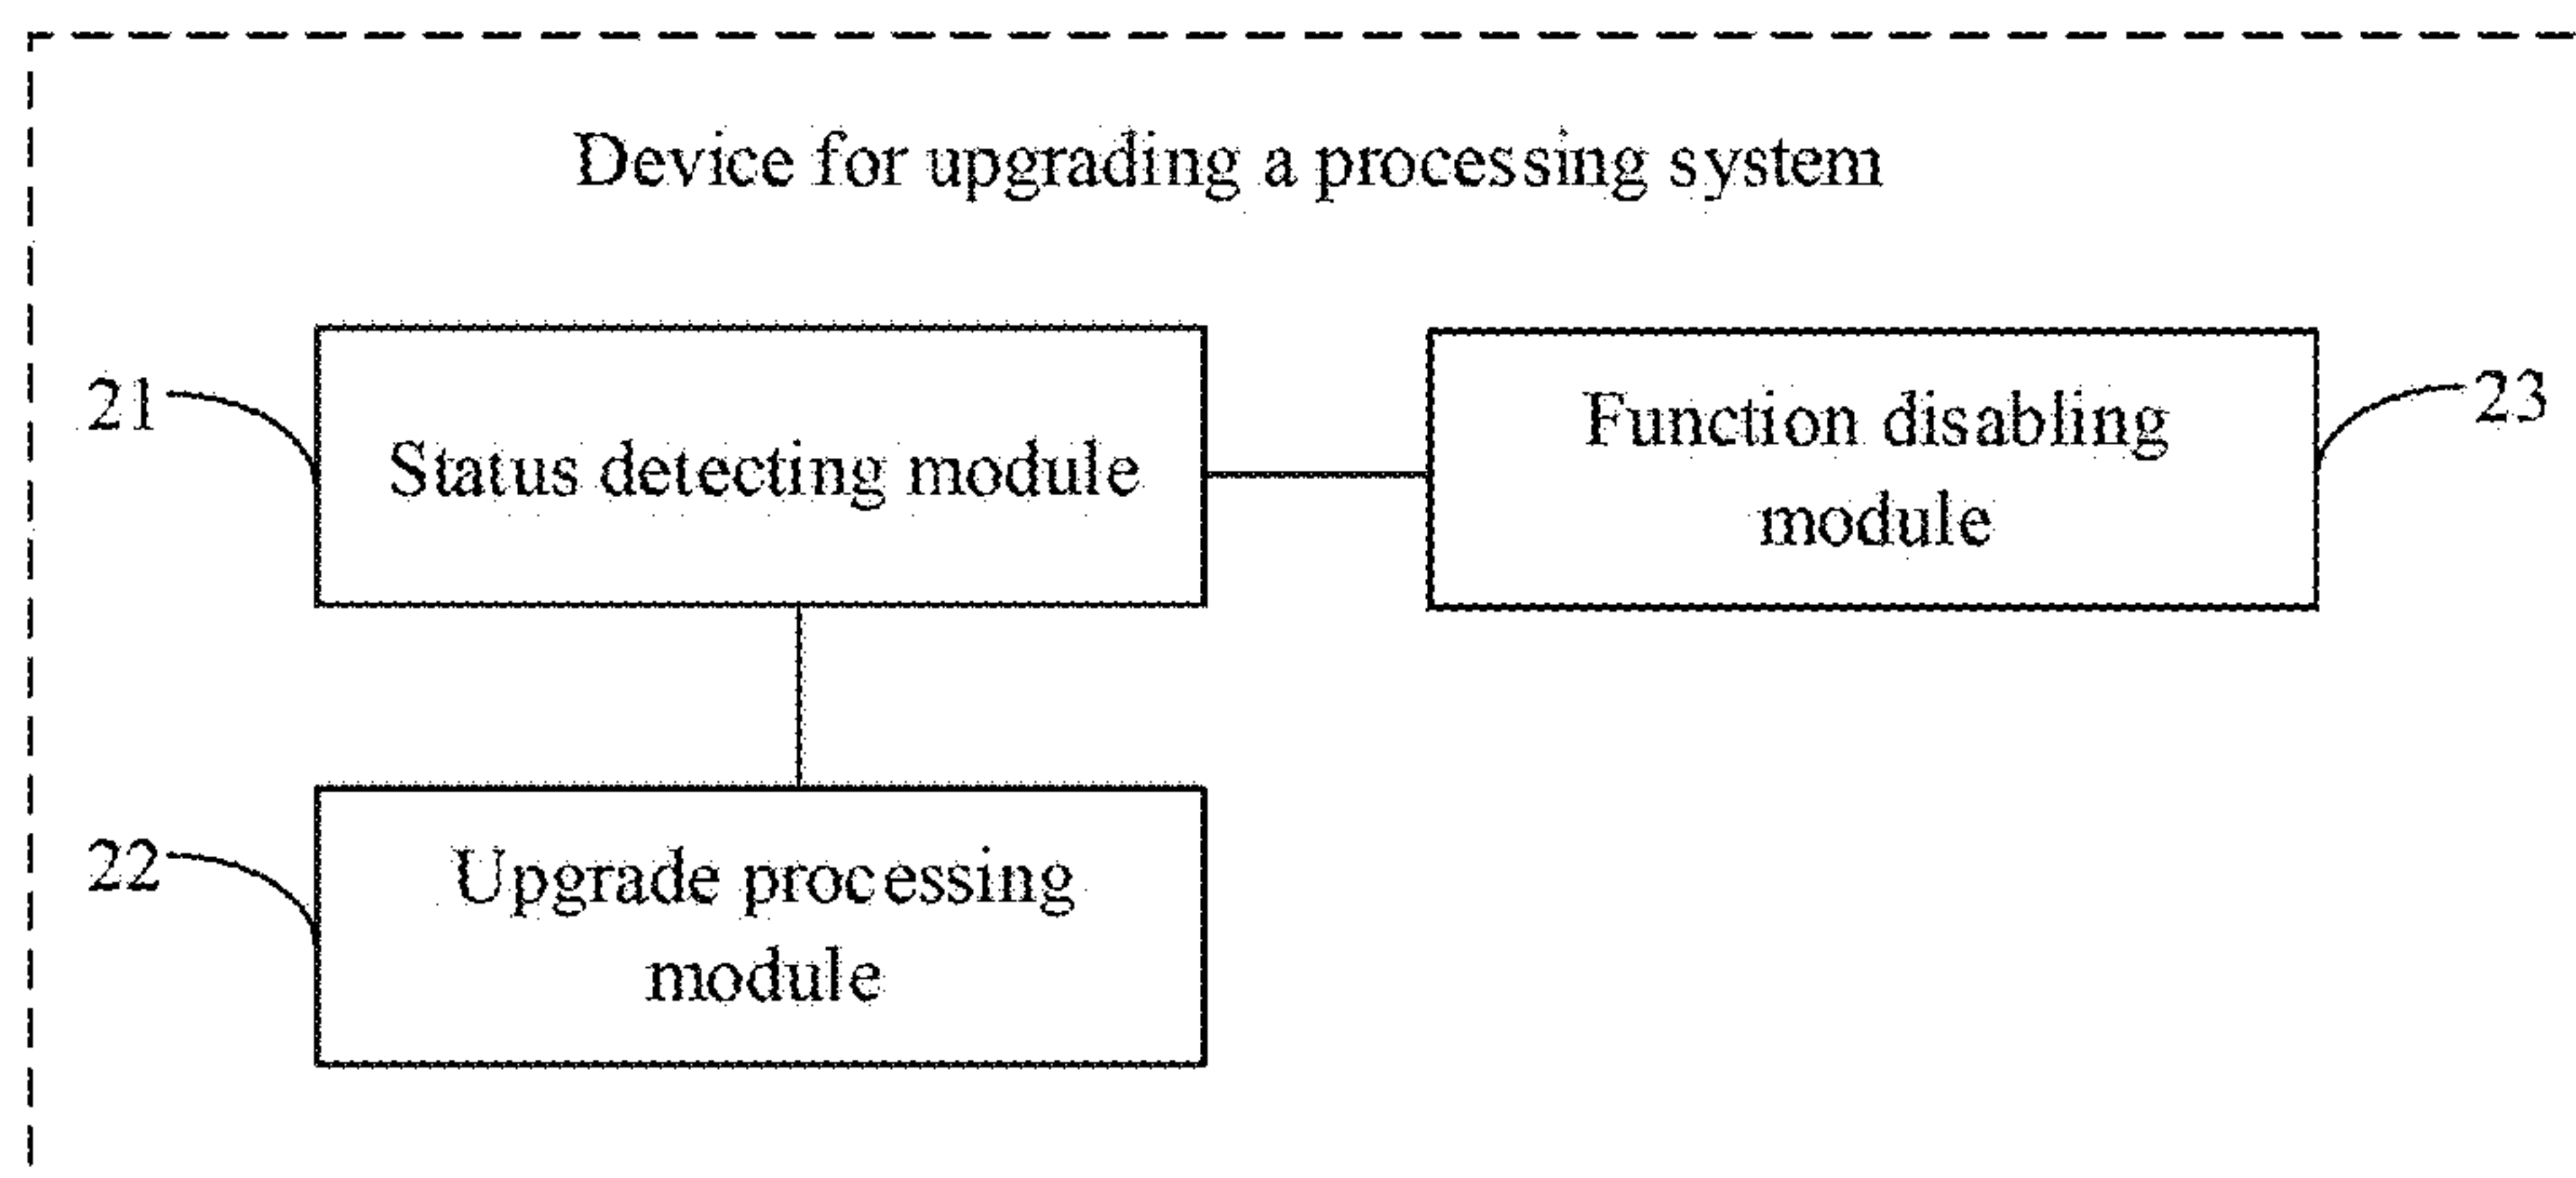 Device for upgrading a processing system
21
Status detecting module
Function disabling
module
23
22
Upgrade processing
module